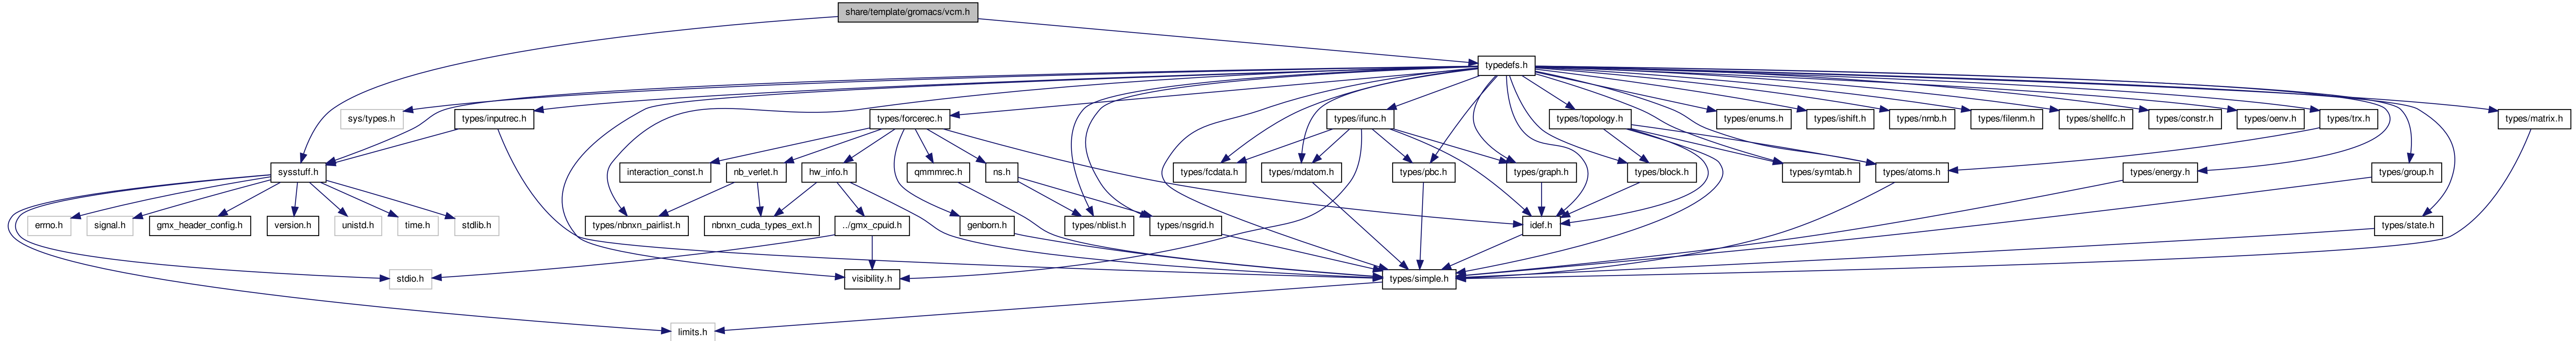 share/template/gromacs/vcm.h
typedefs.h
sys/types.h
types/inputrec.h
types/forcerec.h
types/ifunc.h
types/topology.h
types/enums.h
types/ishift.h
types/nrnb.h
types/filenm.h
types/shellfc.h
types/constr.h
types/oenv.h
types/trx.h
types/matrix.h
sysstuff.h
interaction_const.h
nb_verlet.h
hw_info.h
qmmmrec.h
ns.h
types/fcdata.h
types/mdatom.h
types/pbc.h
types/graph.h
types/block.h
types/symtab.h
types/atoms.h
types/energy.h
types/group.h
errno.h
signal.h
gmx_header_config.h
version.h
unistd.h
time.h
stdlib.h
types/nbnxn_pairlist.h
nbnxn_cuda_types_ext.h
../gmx_cpuid.h
genborn.h
types/nblist.h
types/nsgrid.h
idef.h
types/state.h
stdio.h
visibility.h
types/simple.h
limits.h